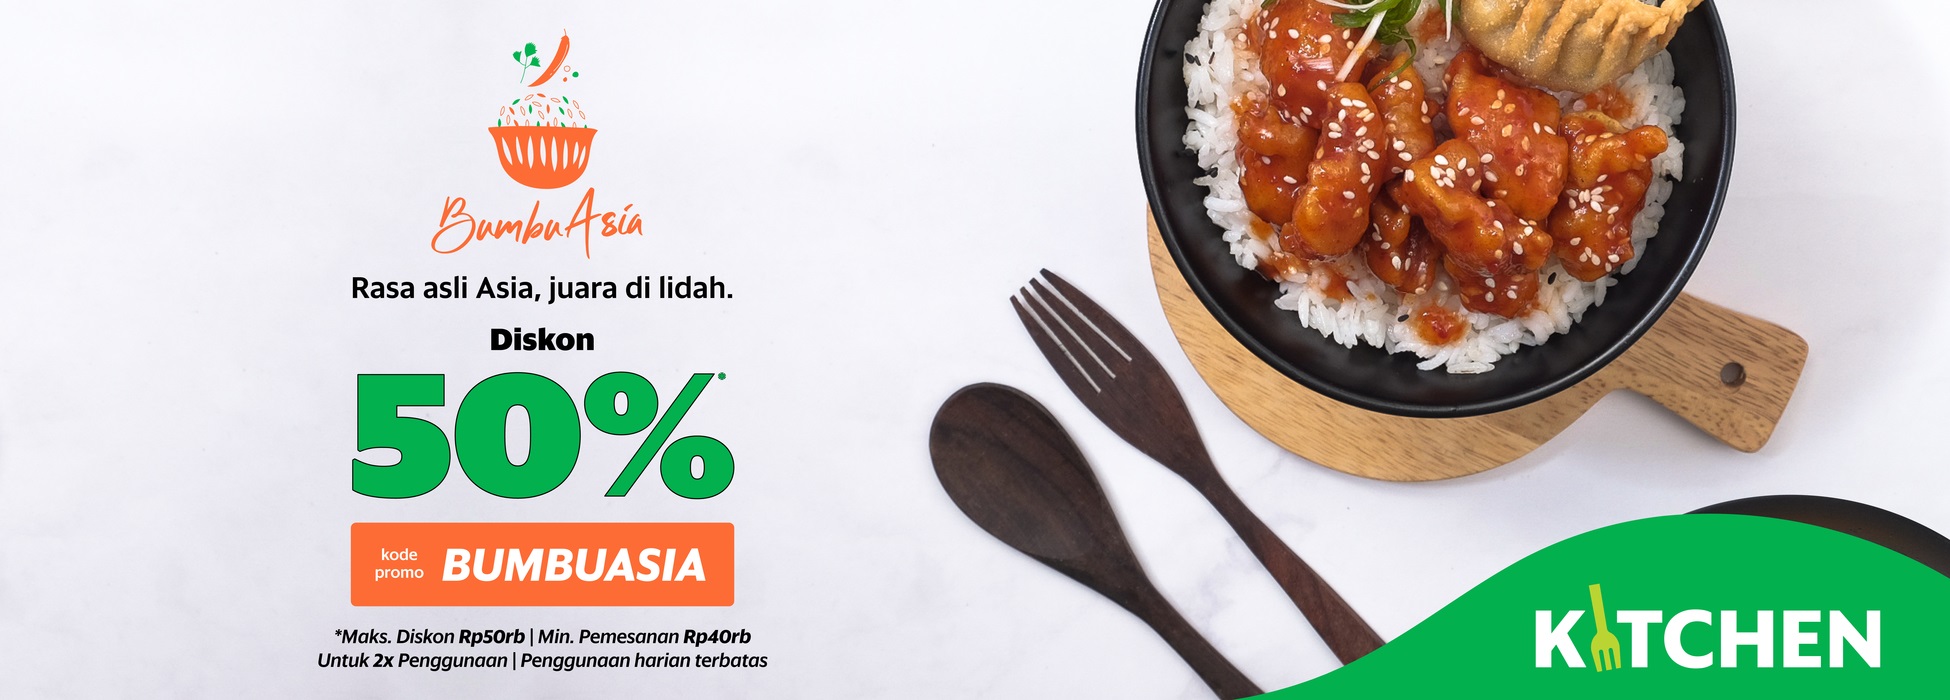 BumbuAsia
Rasa asli Asia, juara di lidah.
Diskon
50%*
kode
promo BUMBUASIA
*Maks. Diskon Rp50rb | Min. Pemesanan Rp40rb
Untuk 2x Penggunaan | Penggunaan harian terbatas
KITCHEN